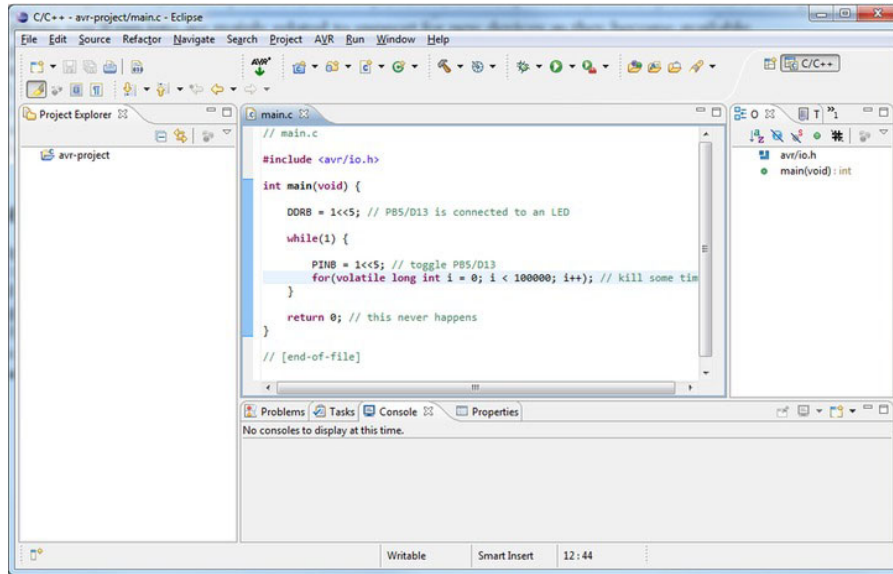 C/C++ - avr-project/main.c - Eclipse
File Edit Source Refactor Navigate Search Project AVR Run Window Help
AVR*
C/C++
Project Explorer
avr-project
main.c
// main.c
#include <avr/io.h>
int main(void) {
DDRB = 1<<5; // PB5/D13 is connected to an LED
while(1) {
PINB = 1<<5; // toggle PB5/D13
for(volatile long int i = 0; i < 100000; i++); // kill some tim
}
return 0; // this never happens
}
// [end-of-file]
O T »1
avr/io.h
main(void) : int
Problems Tasks Console Properties
No consoles to display at this time.
Writable Smart Insert 12 : 44